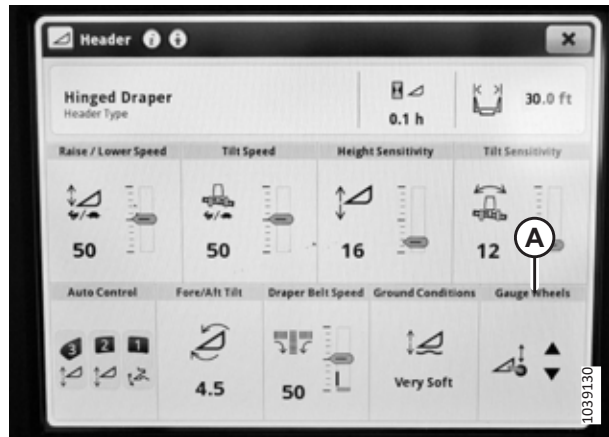 Header
Hinged Draper
Header Type
0.1 h
30.0 ft
Raise / Lower Speed
Tilt Speed
Height Sensitivity
Tilt Sensitivity
50
50
16
12
A
Auto Control
Fore/Aft Tilt
Draper Belt Speed
Ground Conditions
Gauge Wheels
3 2 1
4.5
50
Very Soft
1039130